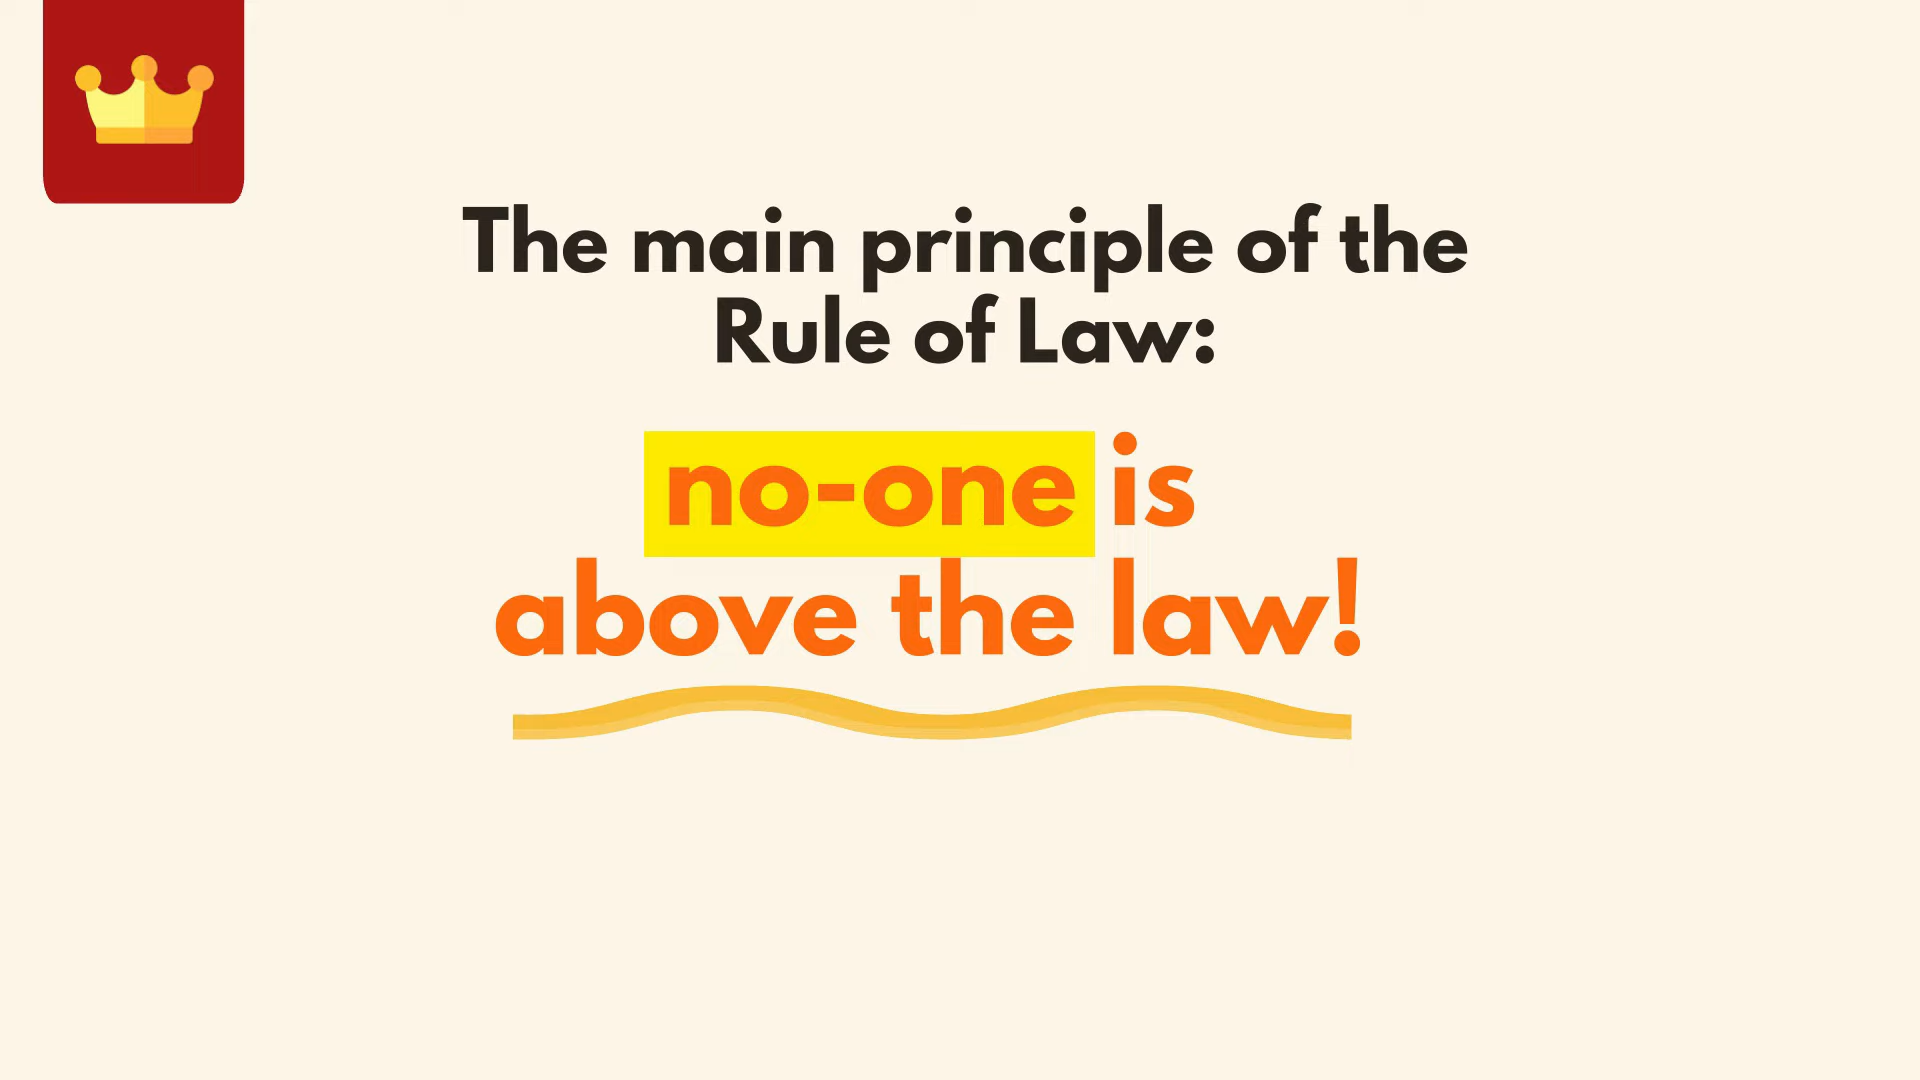 The main principle of the
Rule of Law:
no-one is
above the law!